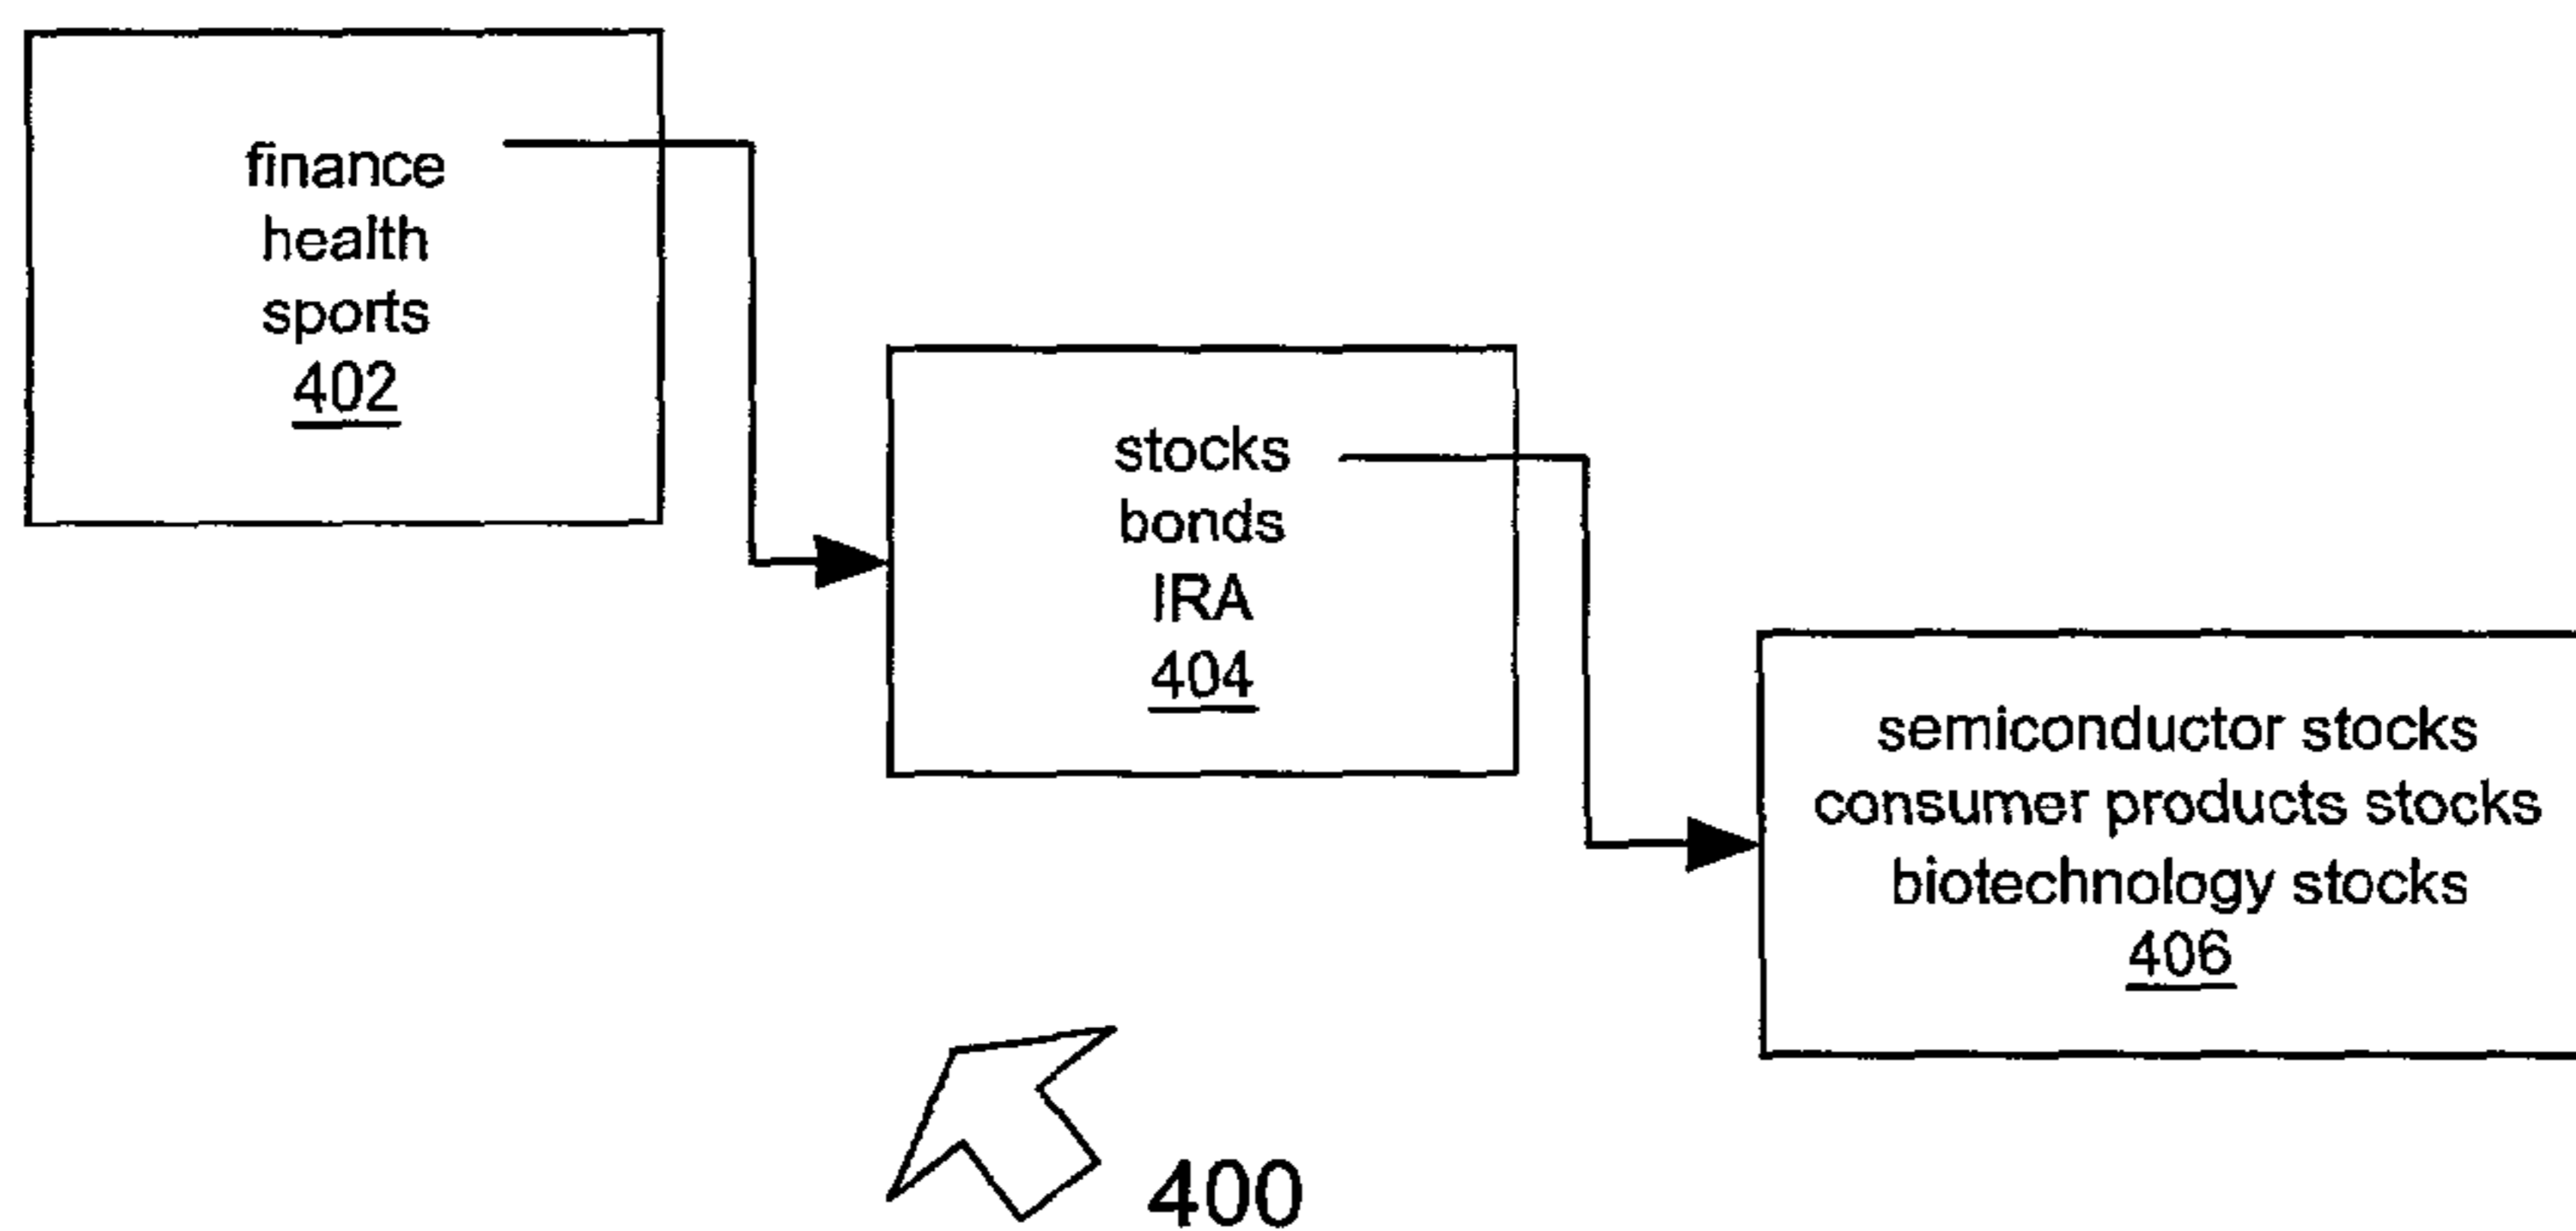 finance
health
sports
402
stocks
bonds
IRA
404
semiconductor stocks
consumer products stocks
biotechnology stocks
406
400